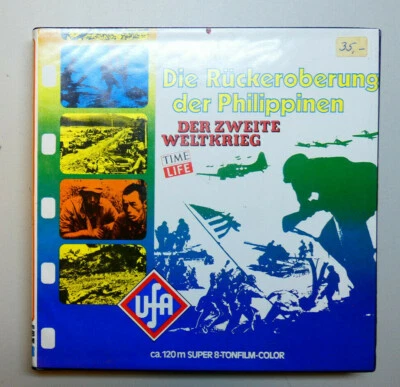 35,-
Die Rückeroberung
der Philippinen
DER ZWEITE
WELTKRIEG
TIME
LIFE
UFA
ca. 120 m SUPER 8-TONFILM-COLOR